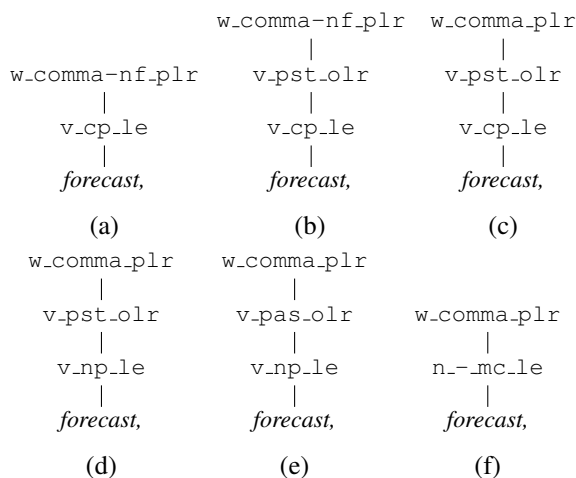 w_comma-nf_plr
v_cp_le
forecast,
(a)
w_comma-nf_plr
v_pst_olr
v_cp_le
forecast,
(b)
w_comma_plr
v_pst_olr
v_cp_le
forecast,
(c)
w_comma_plr
v_pst_olr
v_np_le
forecast,
(d)
w_comma_plr
v_pas_olr
v_np_le
forecast,
(e)
w_comma_plr
n_-_mc_le
forecast,
(f)